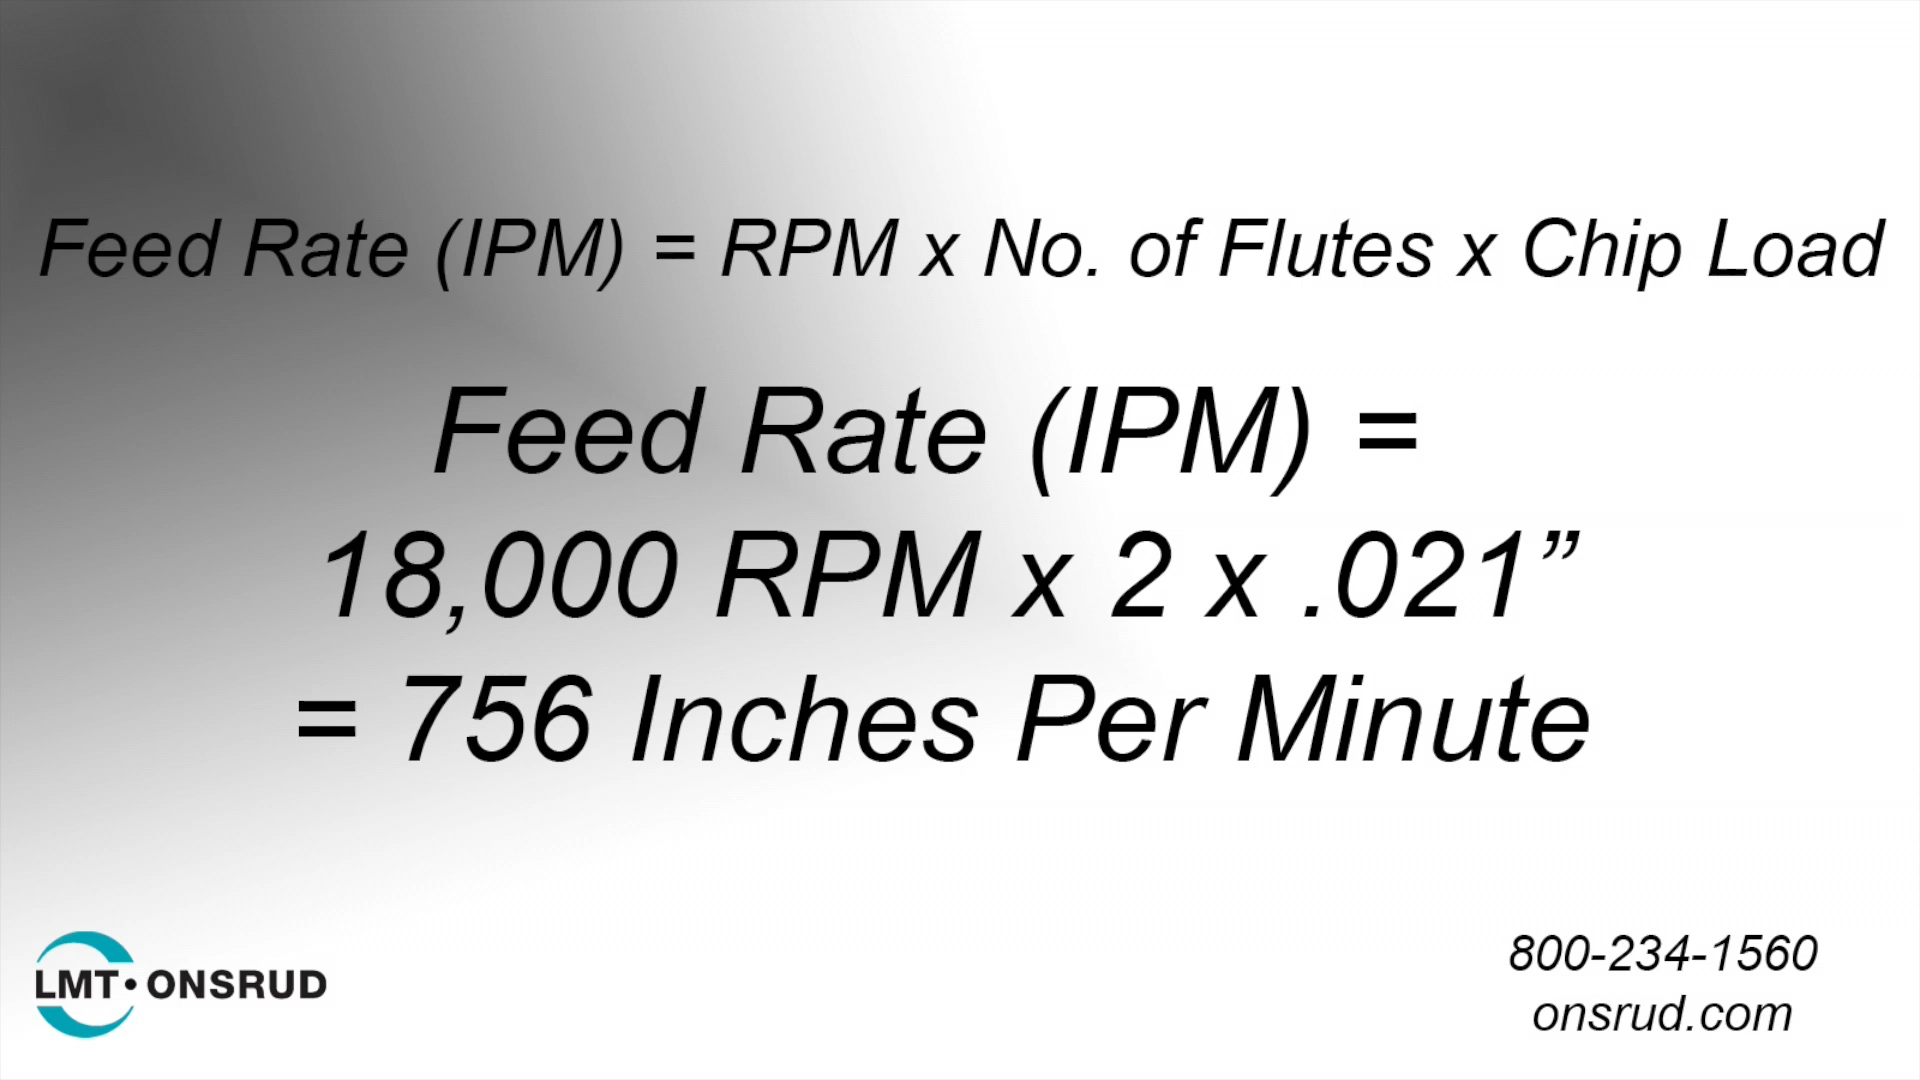 Feed Rate (IPM) = RPM x No. of Flutes x Chip Load
Feed Rate (IPM) =
18,000 RPM x 2 x .021”
= 756 Inches Per Minute
LMT•ONSRUD
800-234-1560
onsrud.com